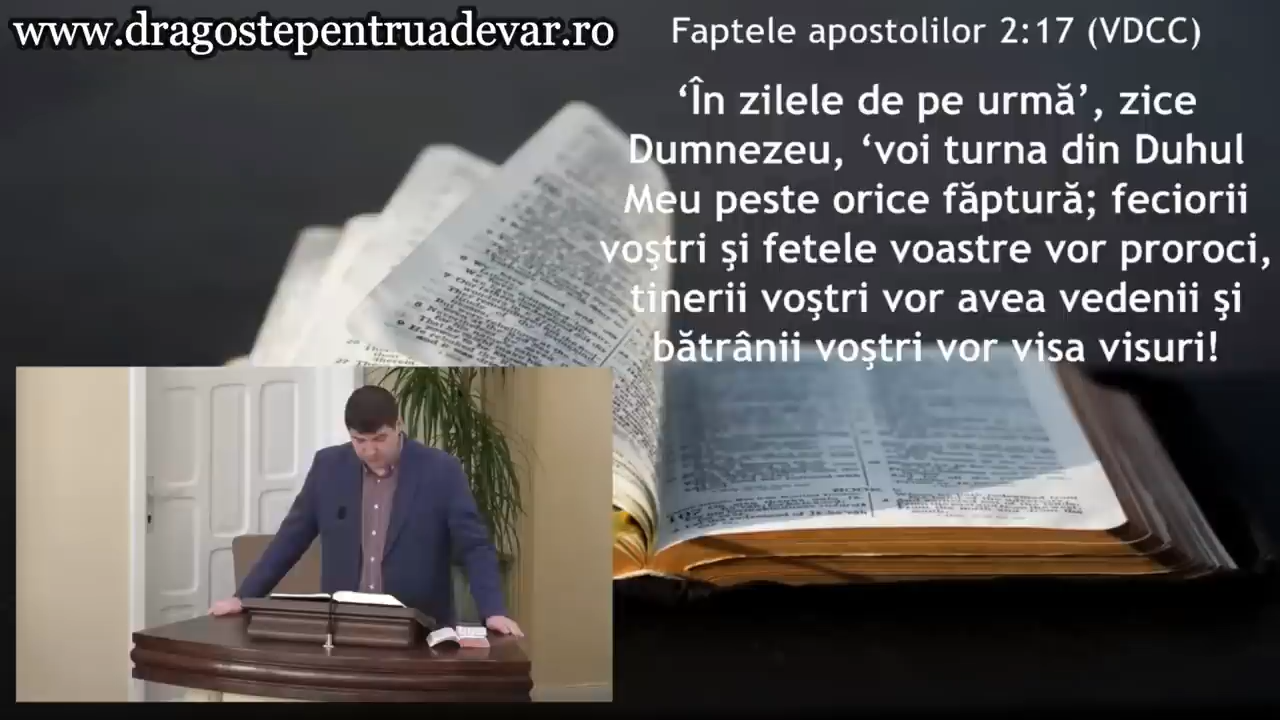 www.dragostepentruadevar.ro
Faptele apostolilor 2:17 (VDCC)
‘În zilele de pe urmă’, zice
Dumnezeu, ‘voi turna din Duhul
Meu peste orice făptură; feciorii
voştri şi fetele voastre vor proroci,
tinerii voştri vor avea vedenii şi
bătrânii voştri vor visa visuri!